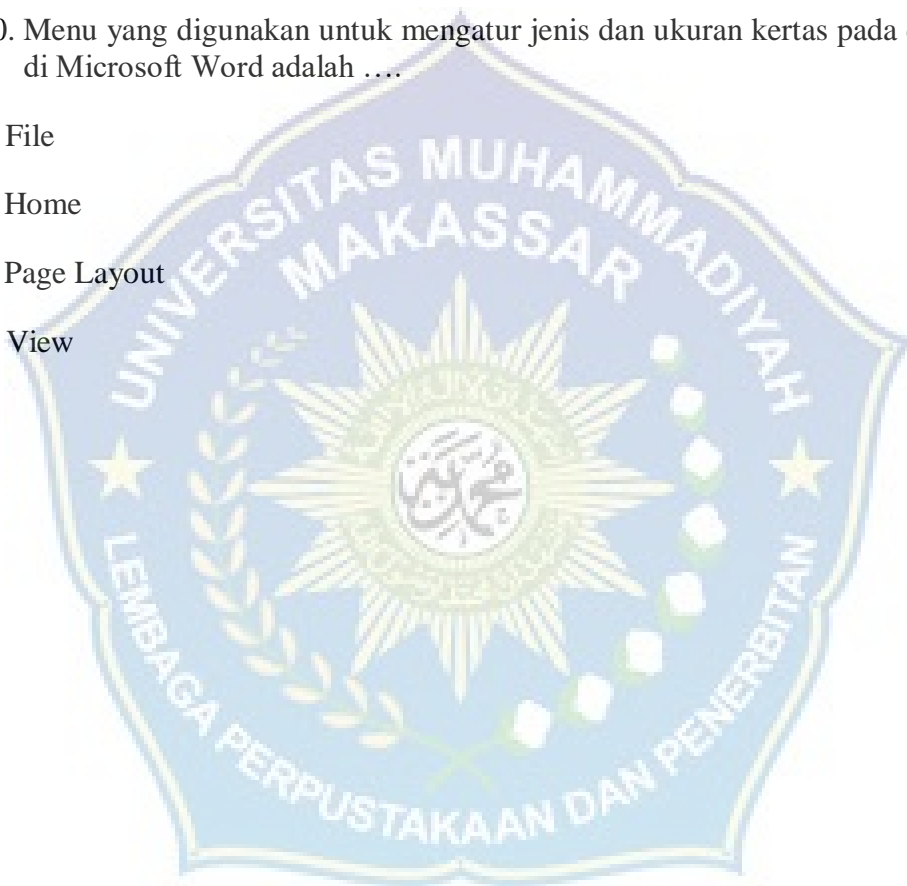 0. Menu yang digunakan untuk mengatur jenis dan ukuran kertas pada
di Microsoft Word adalah ….
File
Home
Page Layout
View
UNIVERSITAS MUHAMMADIYAH
MAKASSAR
LEMBAGA PERPUSTAKAAN DAN PENERBITAN